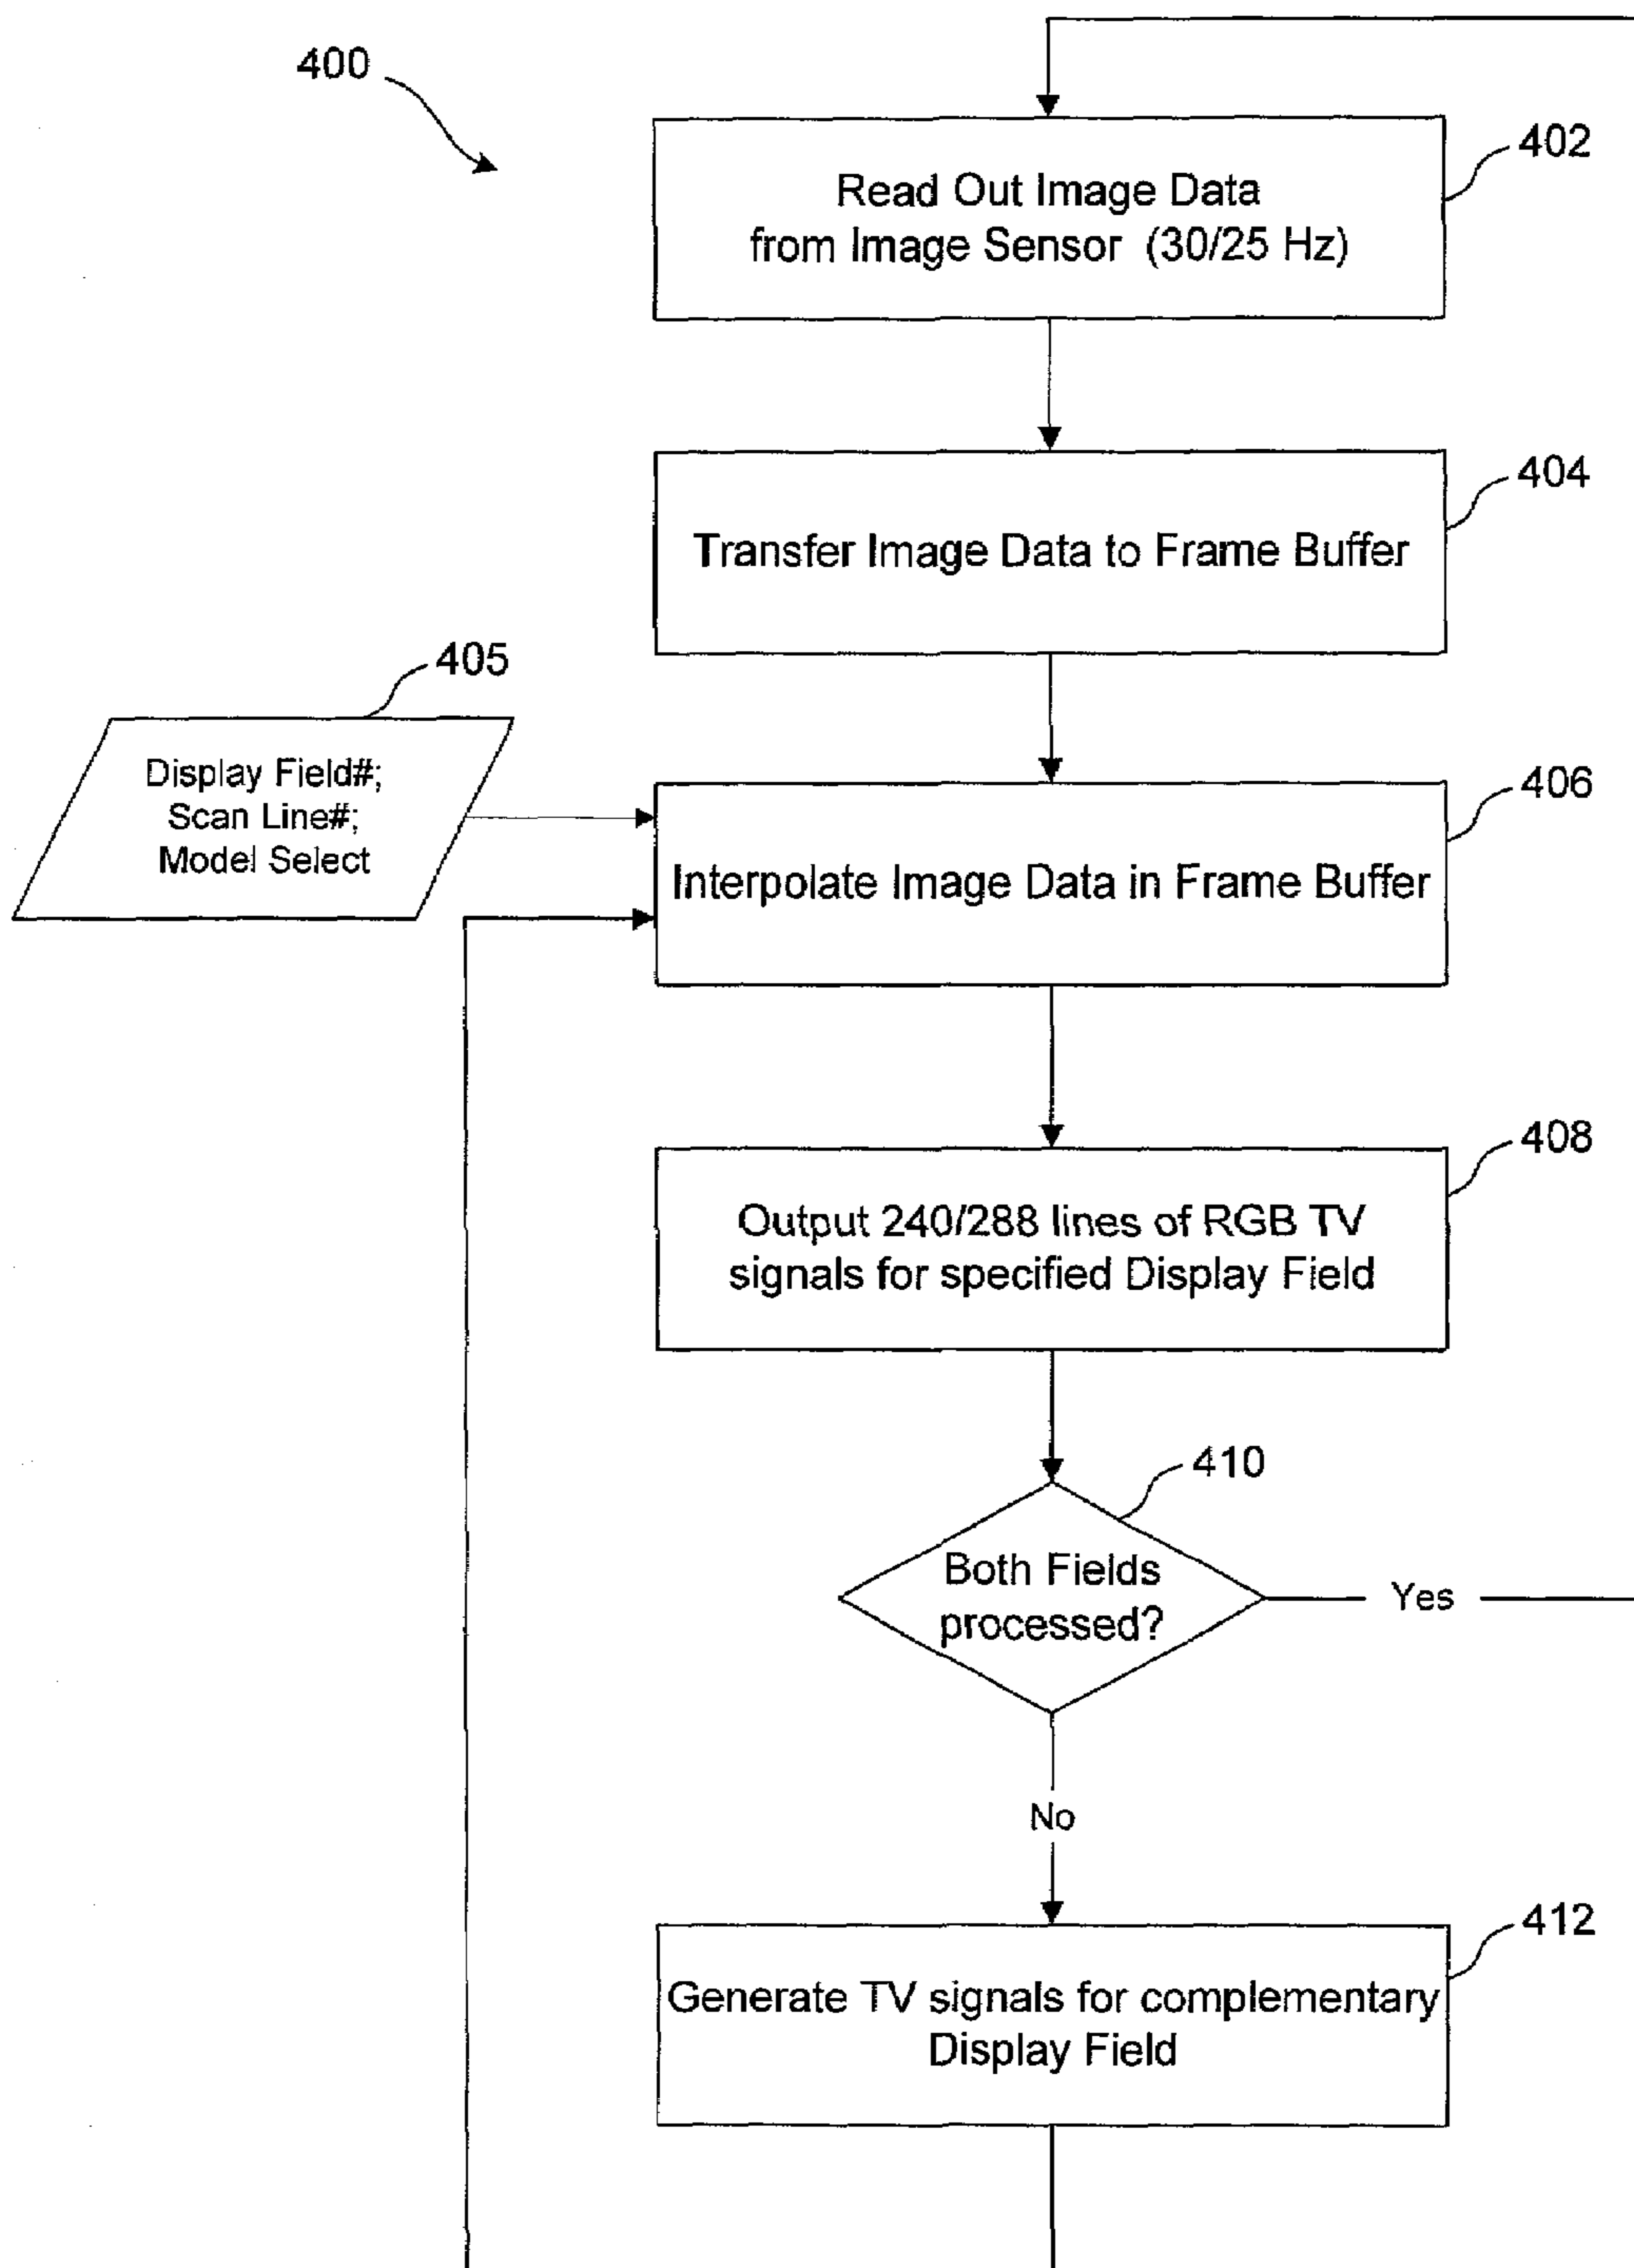 400
402
Read Out Image Data
from Image Sensor (30/25 Hz)
404
Transfer Image Data to Frame Buffer
405
Display Field#;
Scan Line#;
Model Select
406
Interpolate Image Data in Frame Buffer
408
Output 240/288 lines of RGB TV
signals for specified Display Field
410
Both Fields
processed?
Yes
No
412
Generate TV signals for complementary
Display Field